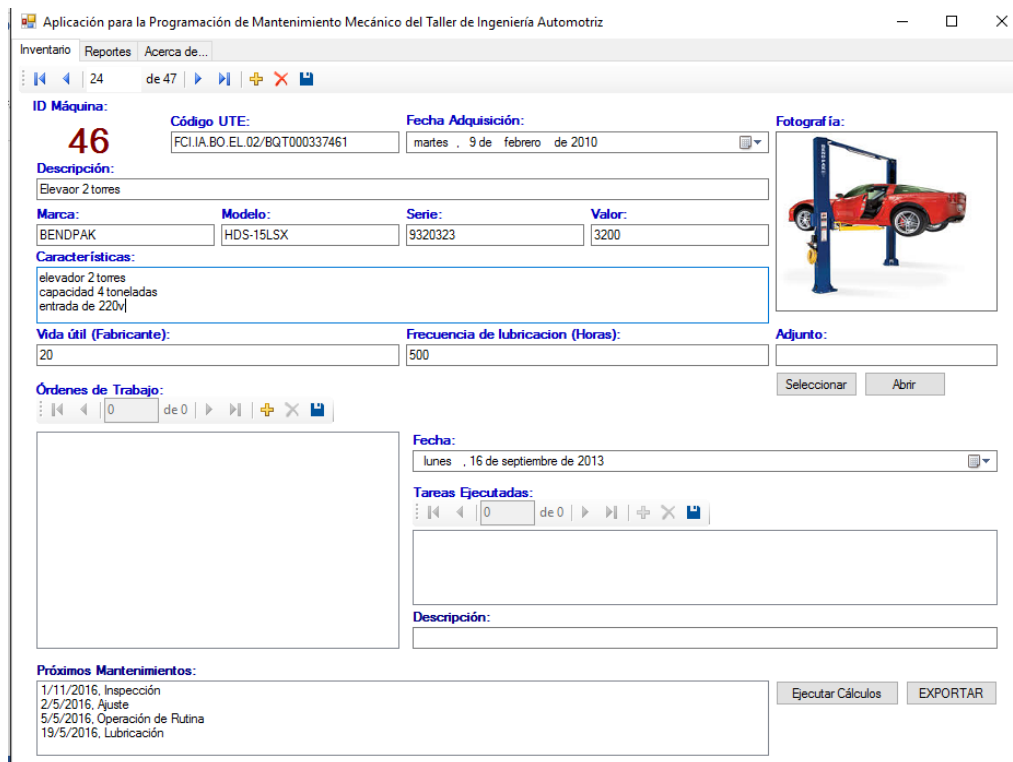 Aplicación para la Programación de Mantenimiento Mecánico del Taller de Ingeniería Automotriz
Inventario Reportes Acerca de...
24 de 47
ID Máquina:
46
Código UTE:
FCI.IA.BO.EL.02/BQT000337461
Fecha Adquisición:
martes , 9 de febrero de 2010
Fotografía:
Descripción:
Elevaor 2 torres
Marca: Modelo: Serie: Valor:
BENDPAK HDS-15LSX 9320323 3200
Características:
elevador 2 torres
capacidad 4 toneladas
entrada de 220v
Vida útil (Fabricante): Frecuencia de lubricacion (Horas): Adjunto:
20 500
Seleccionar Abrir
Órdenes de Trabajo:
0 de 0
Fecha:
lunes , 16 de septiembre de 2013
Tareas Ejecutadas:
0 de 0
Descripción:
Próximos Mantenimientos:
1/11/2016, Inspección
2/5/2016, Ajuste
5/5/2016, Operación de Rutina
19/5/2016, Lubricación
Ejecutar Cálculos EXPORTAR